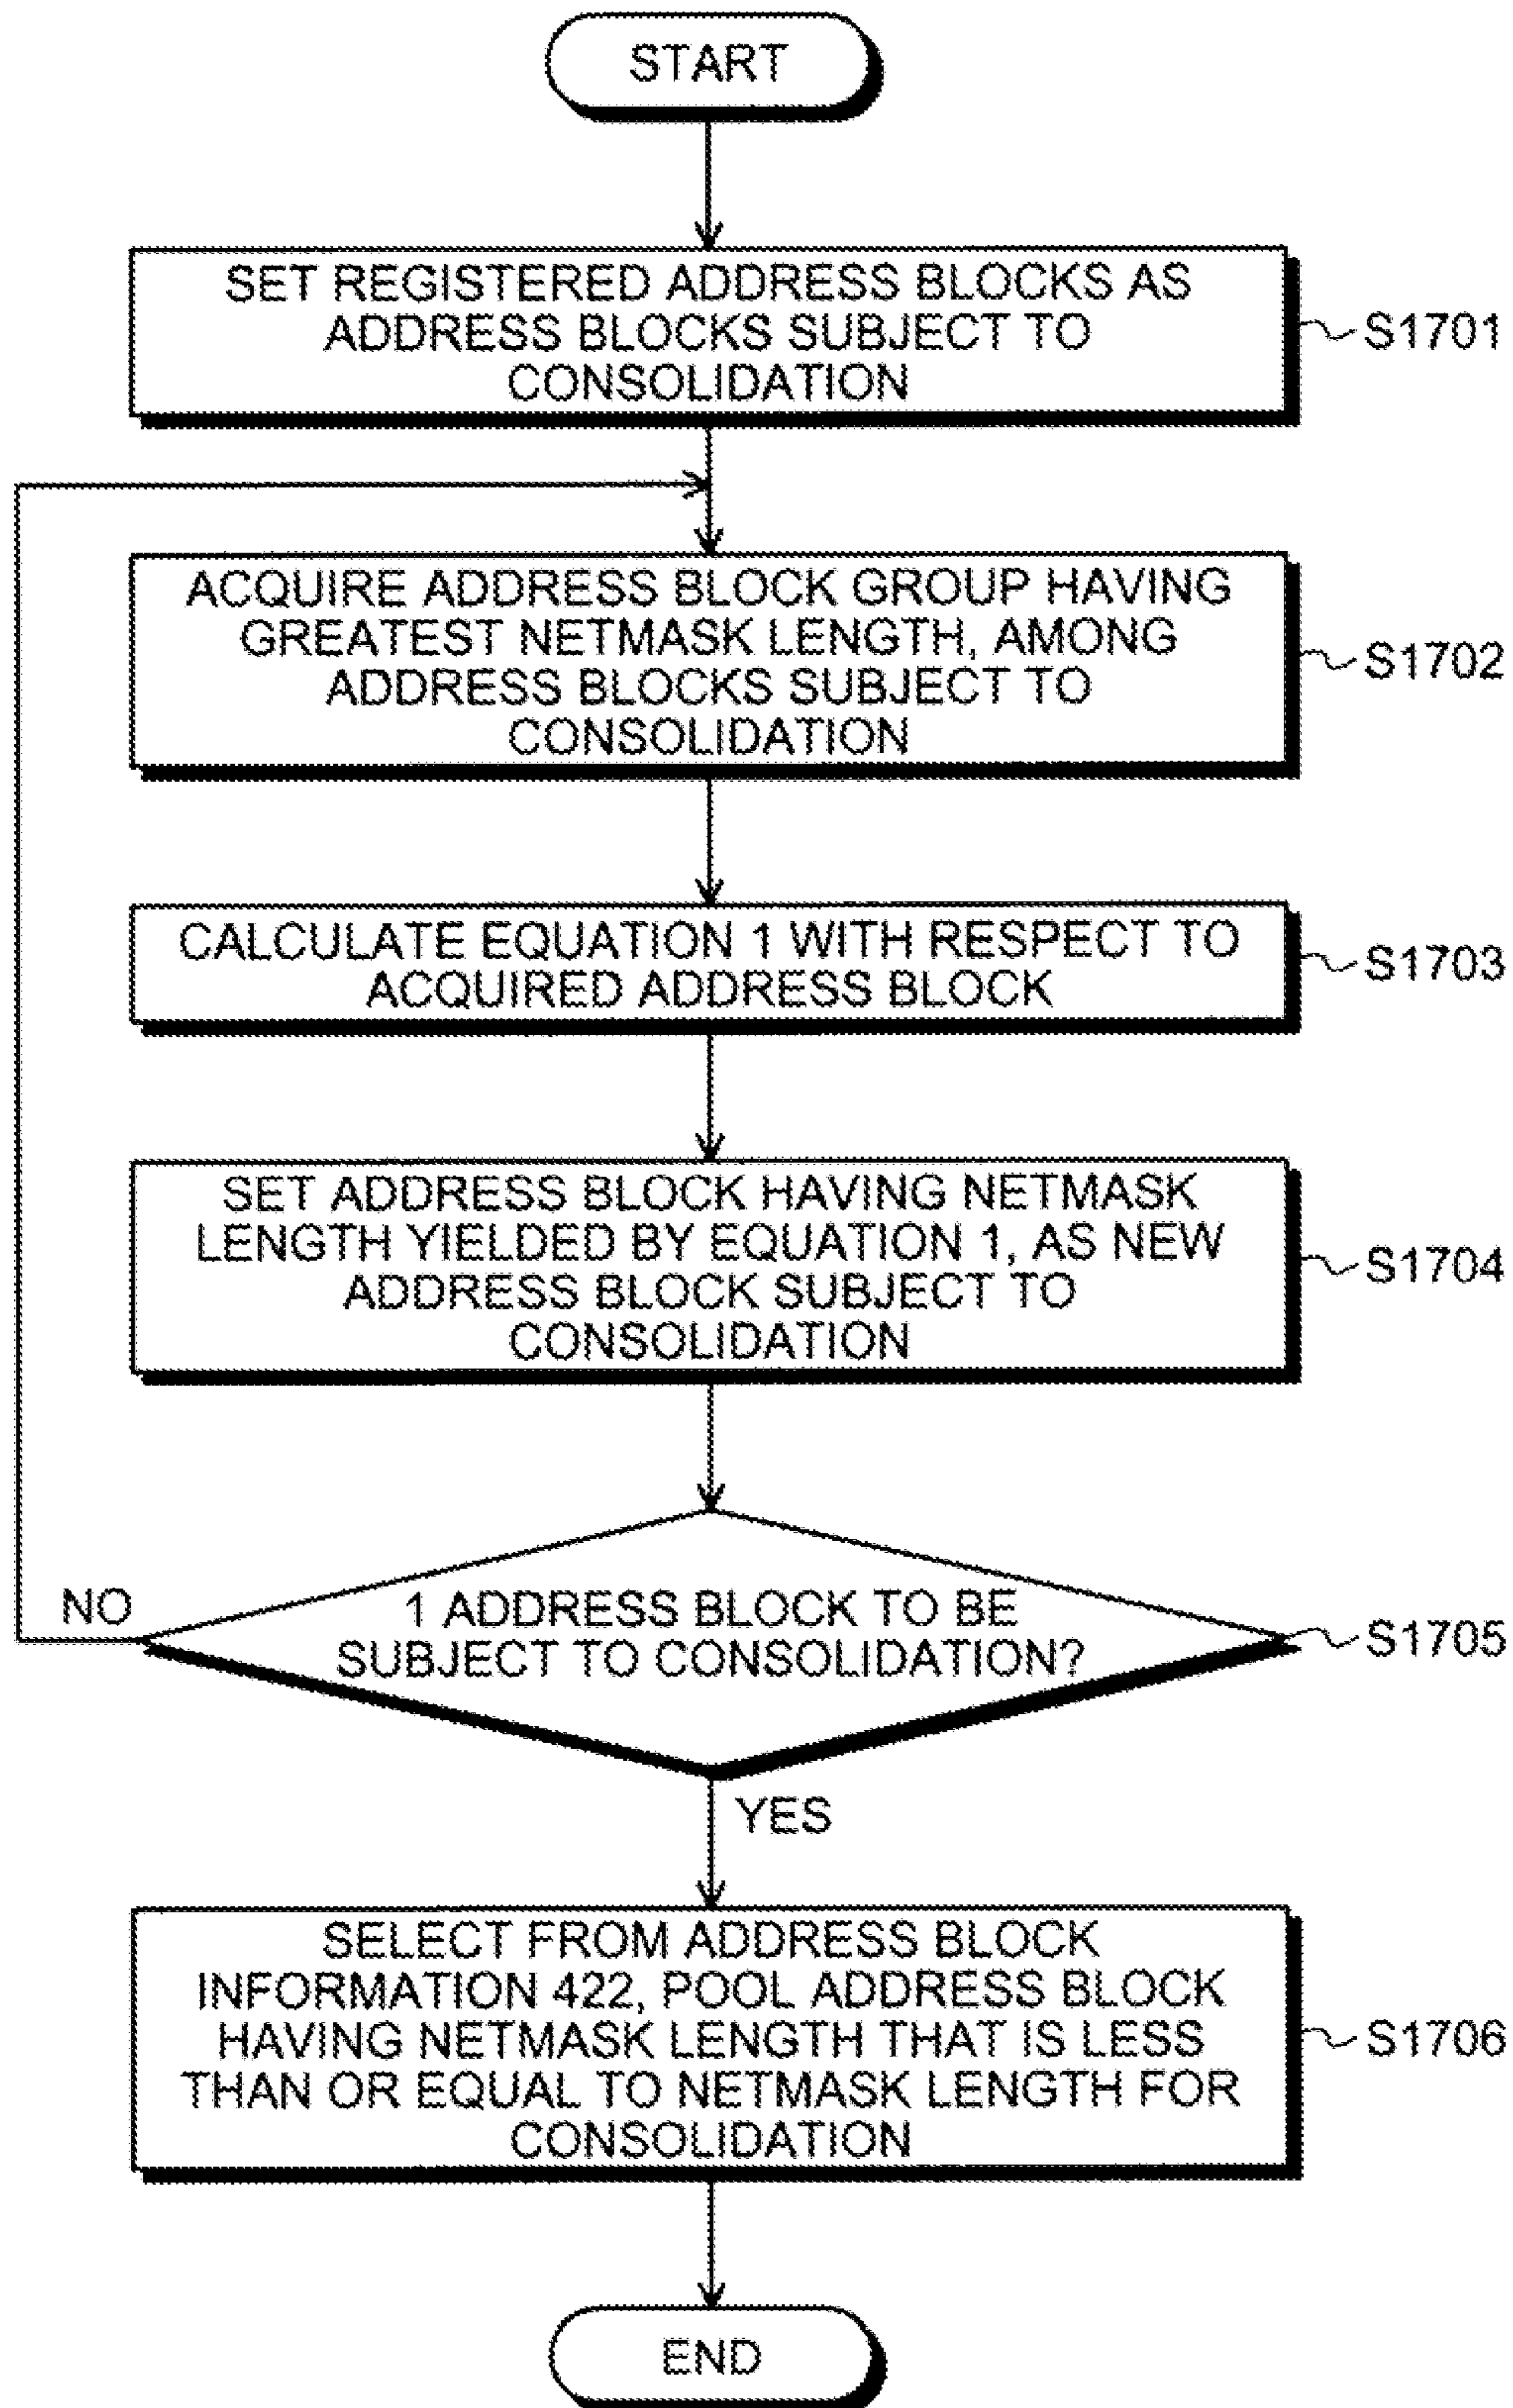 START
SET REGISTERED ADDRESS BLOCKS AS
ADDRESS BLOCKS SUBJECT TO
CONSOLIDATION
S1701
ACQUIRE ADDRESS BLOCK GROUP HAVING
GREATEST NETMASK LENGTH, AMONG
ADDRESS BLOCKS SUBJECT TO
CONSOLIDATION
S1702
CALCULATE EQUATION 1 WITH RESPECT TO
ACQUIRED ADDRESS BLOCK
S1703
SET ADDRESS BLOCK HAVING NETMASK
LENGTH YIELDED BY EQUATION 1, AS NEW
ADDRESS BLOCK SUBJECT TO
CONSOLIDATION
S1704
NO
1 ADDRESS BLOCK TO BE
SUBJECT TO CONSOLIDATION?
S1705
YES
SELECT FROM ADDRESS BLOCK
INFORMATION 422, POOL ADDRESS BLOCK
HAVING NETMASK LENGTH THAT IS LESS
THAN OR EQUAL TO NETMASK LENGTH FOR
CONSOLIDATION
S1706
END